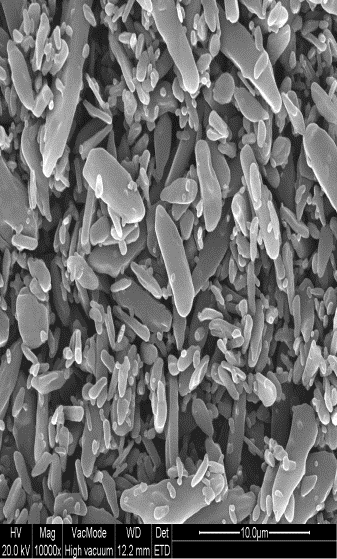 HV Mag VacMode WD Det 10.0μm
20.0 kV 10000x High vacuum 12.2 mm ETD